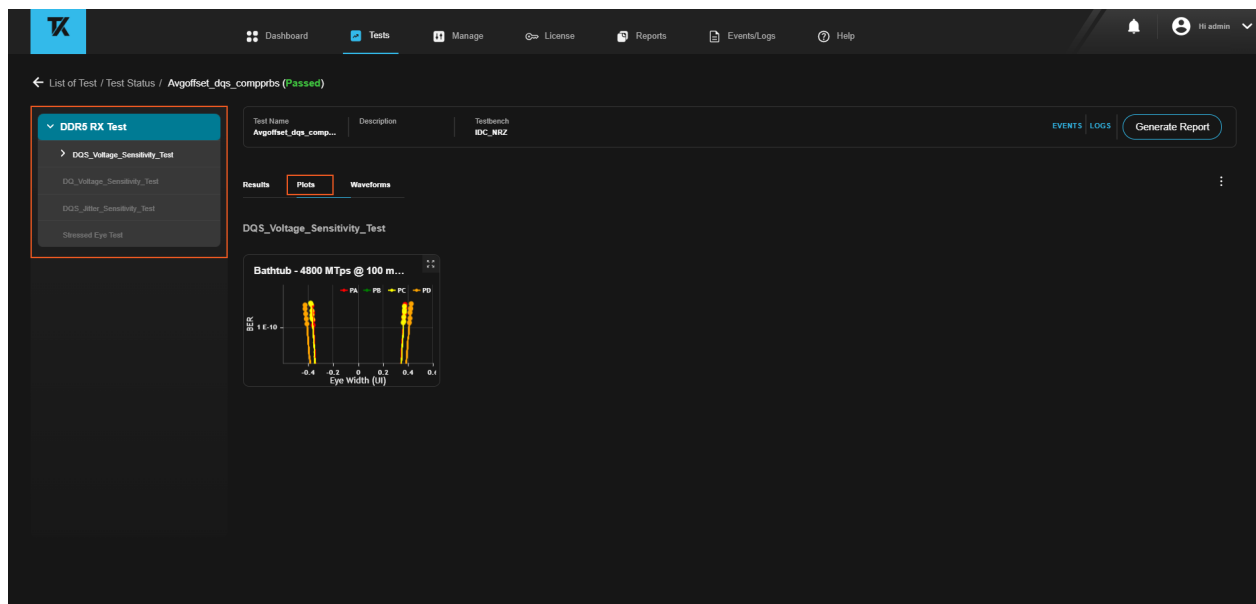 TK
Dashboard Tests Manage License Reports Events/Logs Help Hi admin
List of Test / Test Status / Avgoffset_dqs_compprbs (Passed)
DDR5 RX Test
DQS_Voltage_Sensitivity_Test
DQ_Voltage_Sensitivity_Test
DQS_Jitter_Sensitivity_Test
Stressed Eye Test
Test Name Description Testbench
Avgoffset_dqs_comp... IDC_NRZ
EVENTS LOGS Generate Report
Results Plots Waveforms
DQS_Voltage_Sensitivity_Test
Bathtub - 4800 MTps @ 100 m...
PA PB PC PD
BER
1 E-10
-0.4 -0.2 0 0.2 0.4
Eye Width (UI)